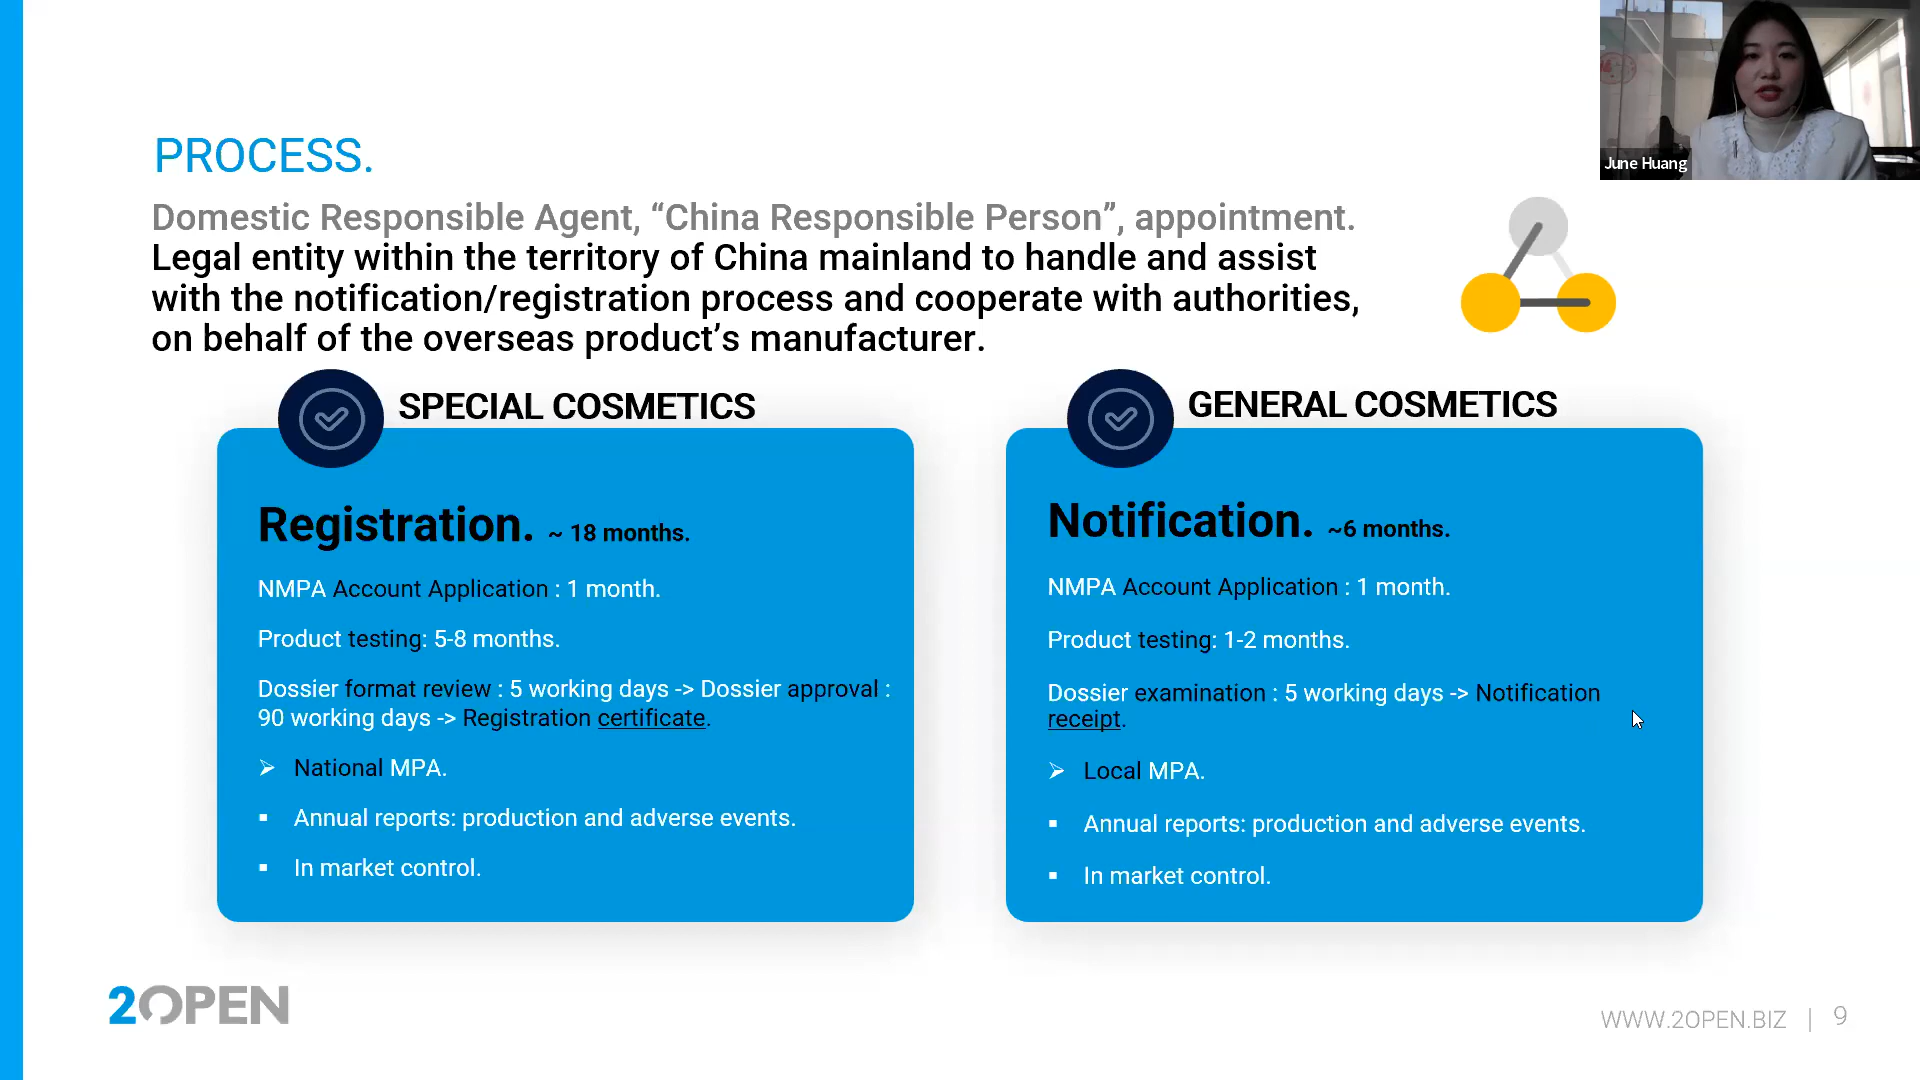 June Huang
PROCESS.
Domestic Responsible Agent, “China Responsible Person”, appointment.
Legal entity within the territory of China mainland to handle and assist
with the notification/registration process and cooperate with authorities,
on behalf of the overseas product’s manufacturer.
SPECIAL COSMETICS
Registration. ~ 18 months.
NMPA Account Application : 1 month.
Product testing: 5-8 months.
Dossier format review : 5 working days -> Dossier approval :
90 working days -> Registration certificate.
➢ National MPA.
▪ Annual reports: production and adverse events.
▪ In market control.
GENERAL COSMETICS
Notification. ~6 months.
NMPA Account Application : 1 month.
Product testing: 1-2 months.
Dossier examination : 5 working days -> Notification
receipt.
➢ Local MPA.
▪ Annual reports: production and adverse events.
▪ In market control.
2OPEN
WWW.2OPEN.BIZ | 9